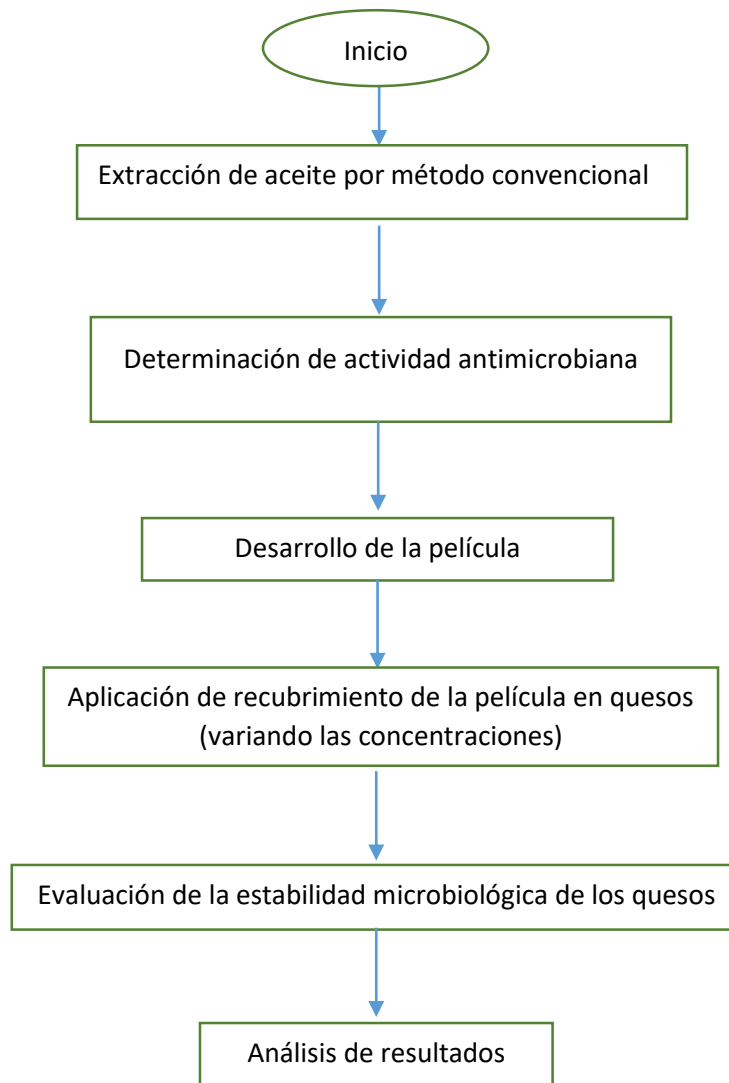 Inicio
Extracción de aceite por método convencional
Determinación de actividad antimicrobiana
Desarrollo de la película
Aplicación de recubrimiento de la película en quesos
(variando las concentraciones)
Evaluación de la estabilidad microbiológica de los quesos
Análisis de resultados